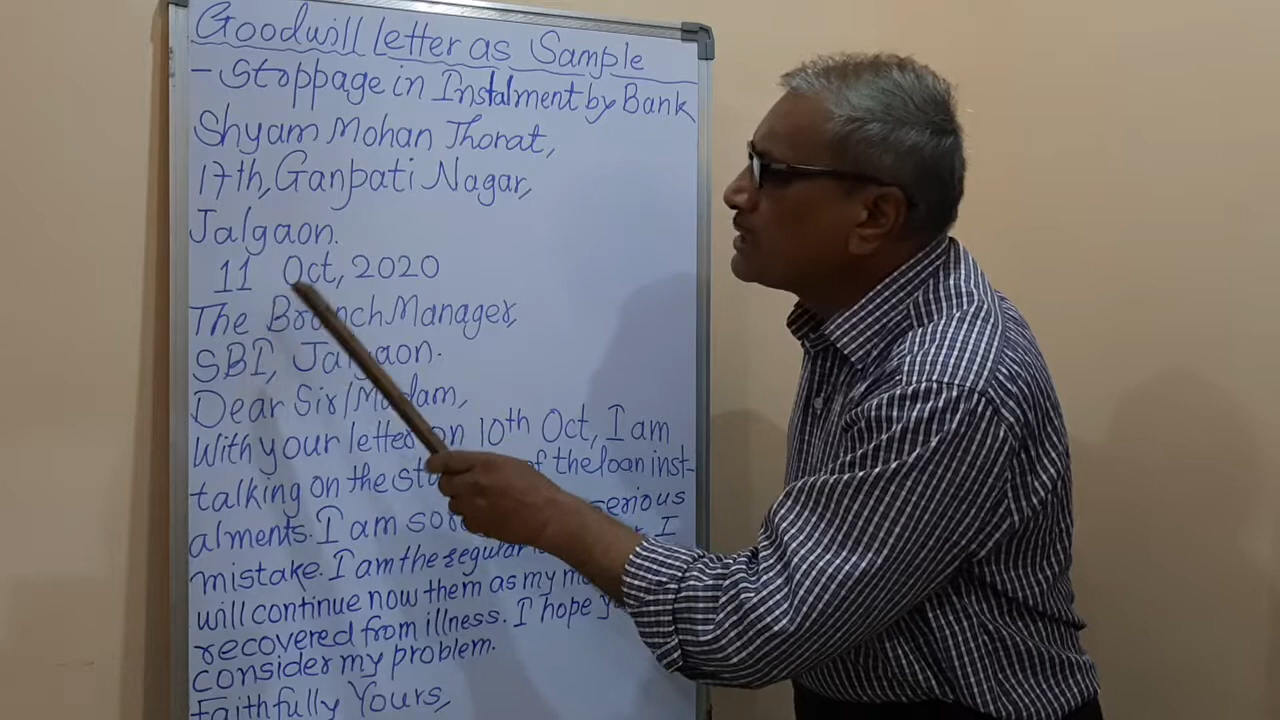 Goodwill Letter as Sample
- Stoppage in Instalment by Bank
Shyam Mohan Thorat,
17th, Ganpati Nagar,
Jalgaon.
11 Oct, 2020
The Branch Manager,
SBI, Jalgaon.
Dear Sir/Madam,
With your letter on 10th Oct, I am
talking on the of the loan inst-
alments. I am serious
mistake. I am the regular I
will continue now them as my
recovered from illness. I hope
consider my problem.
Faithfully Yours,